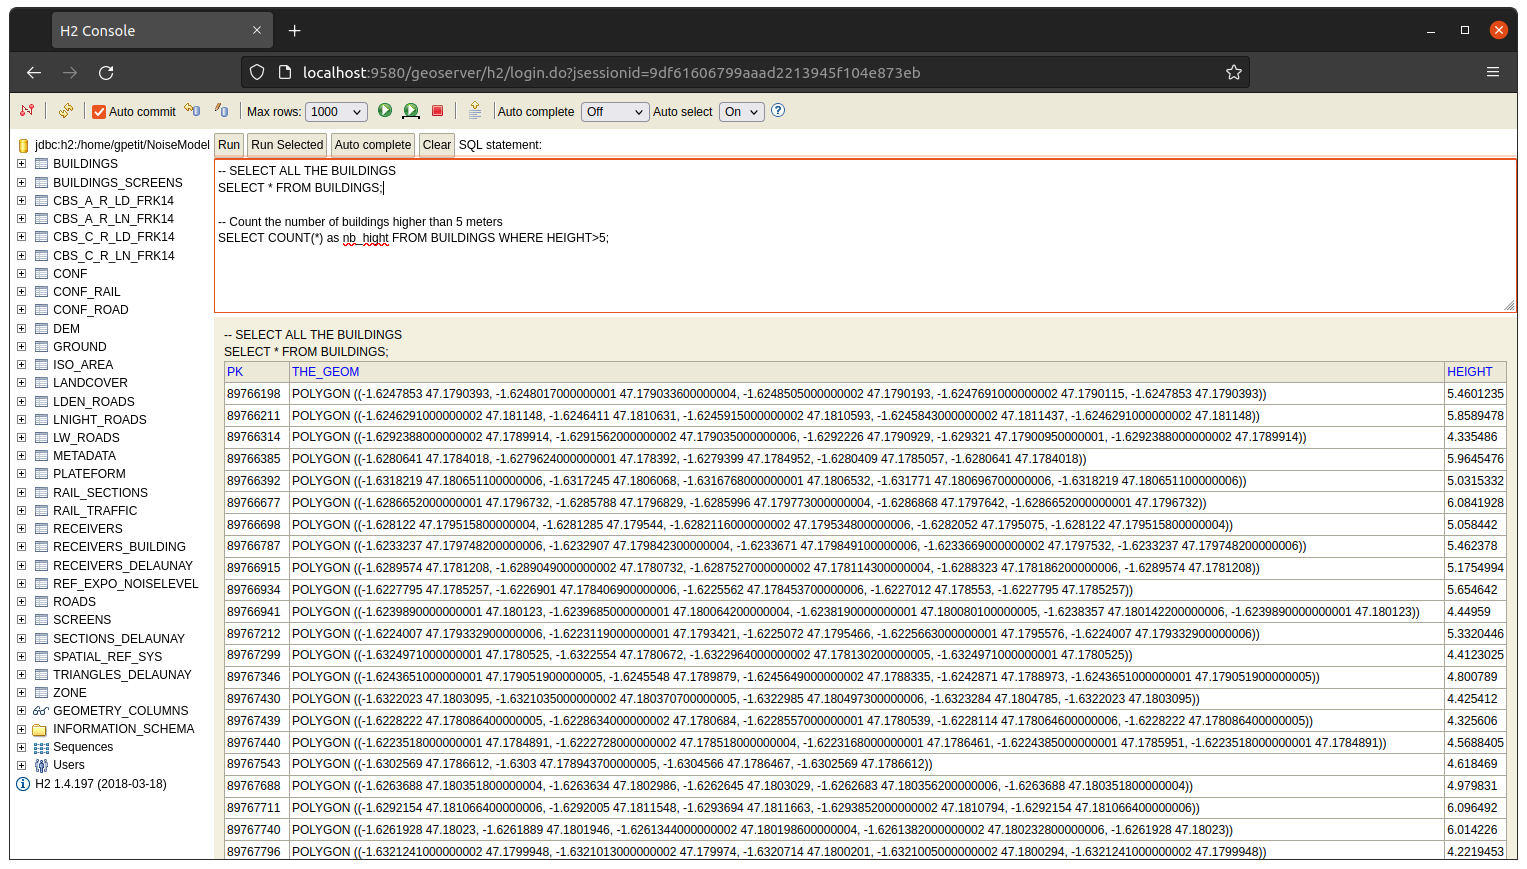 H2 Console
localhost:9580/geoserver/h2/login.do?jsessionid=9df61606799aaad2213945f104e873eb
Auto commit Max rows: 1000 Auto complete Off Auto select On
jdbc:h2:/home/gpetit/NoiseModel
BUILDINGS
BUILDINGS_SCREENS
CBS_A_R_LD_FRK14
CBS_A_R_LN_FRK14
CBS_C_R_LD_FRK14
CBS_C_R_LN_FRK14
CONF
CONF_RAIL
CONF_ROAD
DEM
GROUND
ISO_AREA
LANDCOVER
LDEN_ROADS
LNIGHT_ROADS
LW_ROADS
METADATA
PLATEFORM
RAIL_SECTIONS
RAIL_TRAFFIC
RECEIVERS
RECEIVERS_BUILDING
RECEIVERS_DELAUNAY
REF_EXPO_NOISELEVEL
ROADS
SCREENS
SECTIONS_DELAUNAY
SPATIAL_REF_SYS
TRIANGLES_DELAUNAY
ZONE
GEOMETRY_COLUMNS
INFORMATION_SCHEMA
Sequences
Users
H2 1.4.197 (2018-03-18)
Run Run Selected Auto complete Clear SQL statement:
-- SELECT ALL THE BUILDINGS
SELECT * FROM BUILDINGS;
-- Count the number of buildings higher than 5 meters
SELECT COUNT(*) as nb_hight FROM BUILDINGS WHERE HEIGHT>5;
-- SELECT ALL THE BUILDINGS
SELECT * FROM BUILDINGS;
PK THE_GEOM HEIGHT
89766198 POLYGON ((-1.6247853 47.1790393, -1.6248017000000001 47.179033600000004, -1.6248505000000002 47.1790193, -1.6247691000000002 47.1790115, -1.6247853 47.1790393)) 5.4601235
89766211 POLYGON ((-1.6246291000000002 47.181148, -1.6246411 47.1810631, -1.6245915000000002 47.1810593, -1.6245843000000002 47.1811437, -1.6246291000000002 47.181148)) 5.8589478
89766314 POLYGON ((-1.6292388000000002 47.1789914, -1.6291562000000002 47.179035000000006, -1.6292226 47.1790929, -1.629321 47.17900950000001, -1.6292388000000002 47.1789914)) 4.335486
89766385 POLYGON ((-1.6280641 47.1784018, -1.6279624000000001 47.178392, -1.6279399 47.1784952, -1.6280409 47.1785057, -1.6280641 47.1784018)) 5.9645476
89766392 POLYGON ((-1.6318219 47.180651100000006, -1.6317245 47.1806068, -1.6316768000000001 47.1806532, -1.631771 47.180696700000006, -1.6318219 47.180651100000006)) 5.0315332
89766677 POLYGON ((-1.6286652000000001 47.1796732, -1.6285788 47.1796829, -1.6285996 47.179773000000004, -1.6286868 47.1797642, -1.6286652000000001 47.1796732)) 6.0841928
89766698 POLYGON ((-1.628122 47.179515800000004, -1.6281285 47.179544, -1.6282116000000002 47.179534800000006, -1.6282052 47.1795075, -1.628122 47.179515800000004)) 5.058442
89766787 POLYGON ((-1.6233237 47.179748200000006, -1.6232907 47.179842300000004, -1.6233671 47.179849100000006, -1.6233669000000002 47.1797532, -1.6233237 47.179748200000006)) 5.462378
89766915 POLYGON ((-1.6289574 47.1781208, -1.6289049000000002 47.1780732, -1.6287527000000002 47.178114300000004, -1.6288323 47.178186200000006, -1.6289574 47.1781208)) 5.1754994
89766934 POLYGON ((-1.6227795 47.1785257, -1.6226901 47.178406900000006, -1.6225562 47.178453700000006, -1.6227012 47.178553, -1.6227795 47.1785257)) 5.654642
89766941 POLYGON ((-1.6239890000000001 47.180123, -1.6239685000000001 47.180064200000004, -1.6238190000000001 47.180080100000005, -1.6238357 47.180142200000006, -1.6239890000000001 47.180123)) 4.44959
89767212 POLYGON ((-1.6224007 47.179332900000006, -1.6223119000000001 47.1793421, -1.6225072 47.1795466, -1.6225663000000001 47.1795576, -1.6224007 47.179332900000006)) 5.3320446
89767299 POLYGON ((-1.6324971000000001 47.1780525, -1.6322554 47.1780672, -1.6322964000000002 47.178130200000005, -1.6324971000000001 47.1780525)) 4.4123025
89767346 POLYGON ((-1.6243651000000001 47.179051900000005, -1.6245548 47.1789879, -1.6245649000000002 47.1788335, -1.6242871 47.1788973, -1.6243651000000001 47.179051900000005)) 4.800789
89767430 POLYGON ((-1.6322023 47.1803095, -1.6321035000000002 47.180370700000005, -1.6322985 47.180497300000006, -1.6323284 47.1804785, -1.6322023 47.1803095)) 4.425412
89767439 POLYGON ((-1.6228222 47.178086400000005, -1.6228634000000002 47.1780684, -1.6228557000000001 47.1780539, -1.6228114 47.178064600000006, -1.6228222 47.178086400000005)) 4.325606
89767440 POLYGON ((-1.6223518000000001 47.1784891, -1.6222728000000002 47.178518000000004, -1.6223168000000001 47.1786461, -1.6224385000000001 47.1785951, -1.6223518000000001 47.1784891)) 4.5688405
89767543 POLYGON ((-1.6302569 47.1786612, -1.6303 47.178943700000005, -1.6304566 47.1786467, -1.6302569 47.1786612)) 4.618469
89767688 POLYGON ((-1.6263688 47.180351800000004, -1.6263634 47.1802986, -1.6262645 47.1803029, -1.6262683 47.180356200000006, -1.6263688 47.180351800000004)) 4.979831
89767711 POLYGON ((-1.6292154 47.181066400000006, -1.6292005 47.1811548, -1.6293694 47.1811663, -1.6293852000000002 47.1810794, -1.6292154 47.181066400000006)) 6.096492
89767740 POLYGON ((-1.6261928 47.18023, -1.6261889 47.1801946, -1.6261344000000002 47.180198600000004, -1.6261382000000002 47.180232800000006, -1.6261928 47.18023)) 6.014226
89767796 POLYGON ((-1.6321241000000002 47.1799948, -1.6321013000000002 47.179974, -1.6320714 47.1800201, -1.6321005000000002 47.1800294, -1.6321241000000002 47.1799948)) 4.2219453